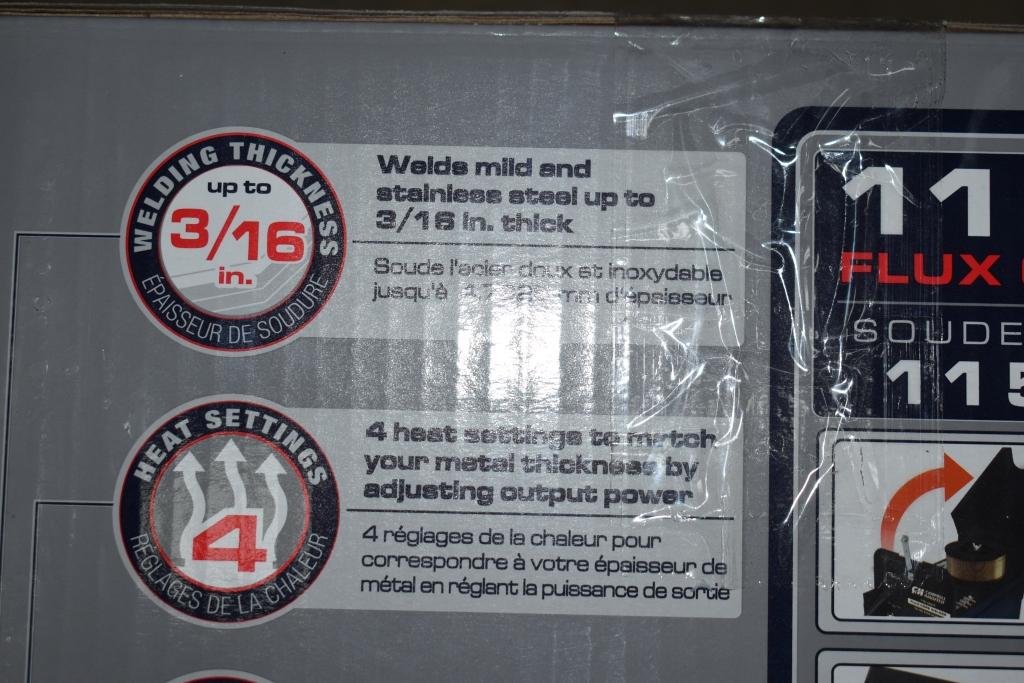 WELDING THICKNESS
up to
3/16
in.
ÉPAISSEUR DE SOUDURE
Welds mild and
stainless steel up to
3/16 in. thick
Soude l'acier doux et inoxydable
jusqu'à mm d'épaisseur
HEAT SETTINGS
4
RÉGLAGES DE LA CHALEUR
4 heat settings to match
your metal thickness by
adjusting output power
4 réglages de la chaleur pour
correspondre à votre épaisseur de
métal en réglant la puissance de sortie
11
FLUX
SOUDE
115
CH